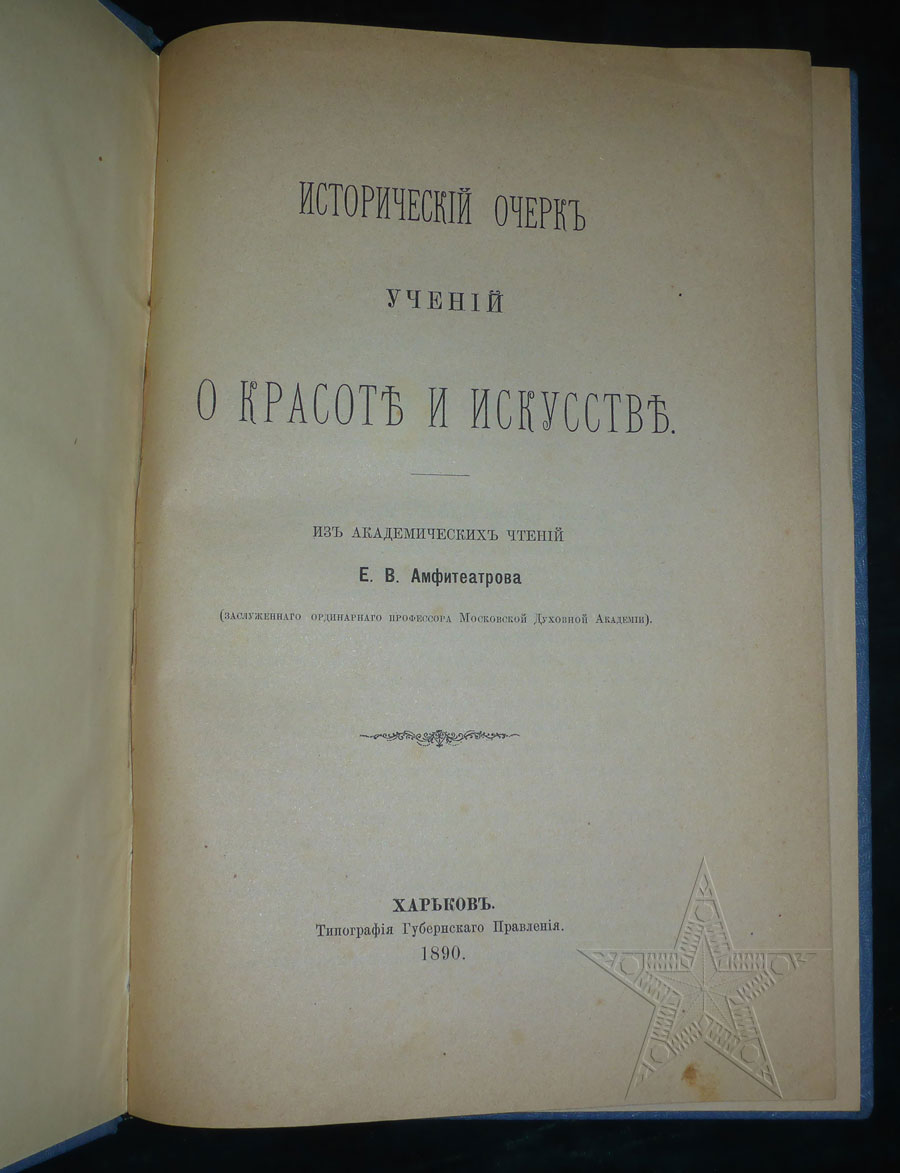 ИСТОРИЧЕСКІЙ ОЧЕРКЪ
УЧЕНІЙ
О КРАСОТѢ И ИСКУССТВѢ.
ИЗЪ АКАДЕМИЧЕСКИХЪ ЧТЕНІЙ
Е. В. Амфитеатрова
(ЗАСЛУЖЕННАГО ОРДИНАРНАГО ПРОФЕССОРА МОСКОВСКОЙ ДУХОВНОЙ АКАДЕМІИ).
ХАРЬКОВЪ.
Типографія Губернскаго Правленія.
1890.